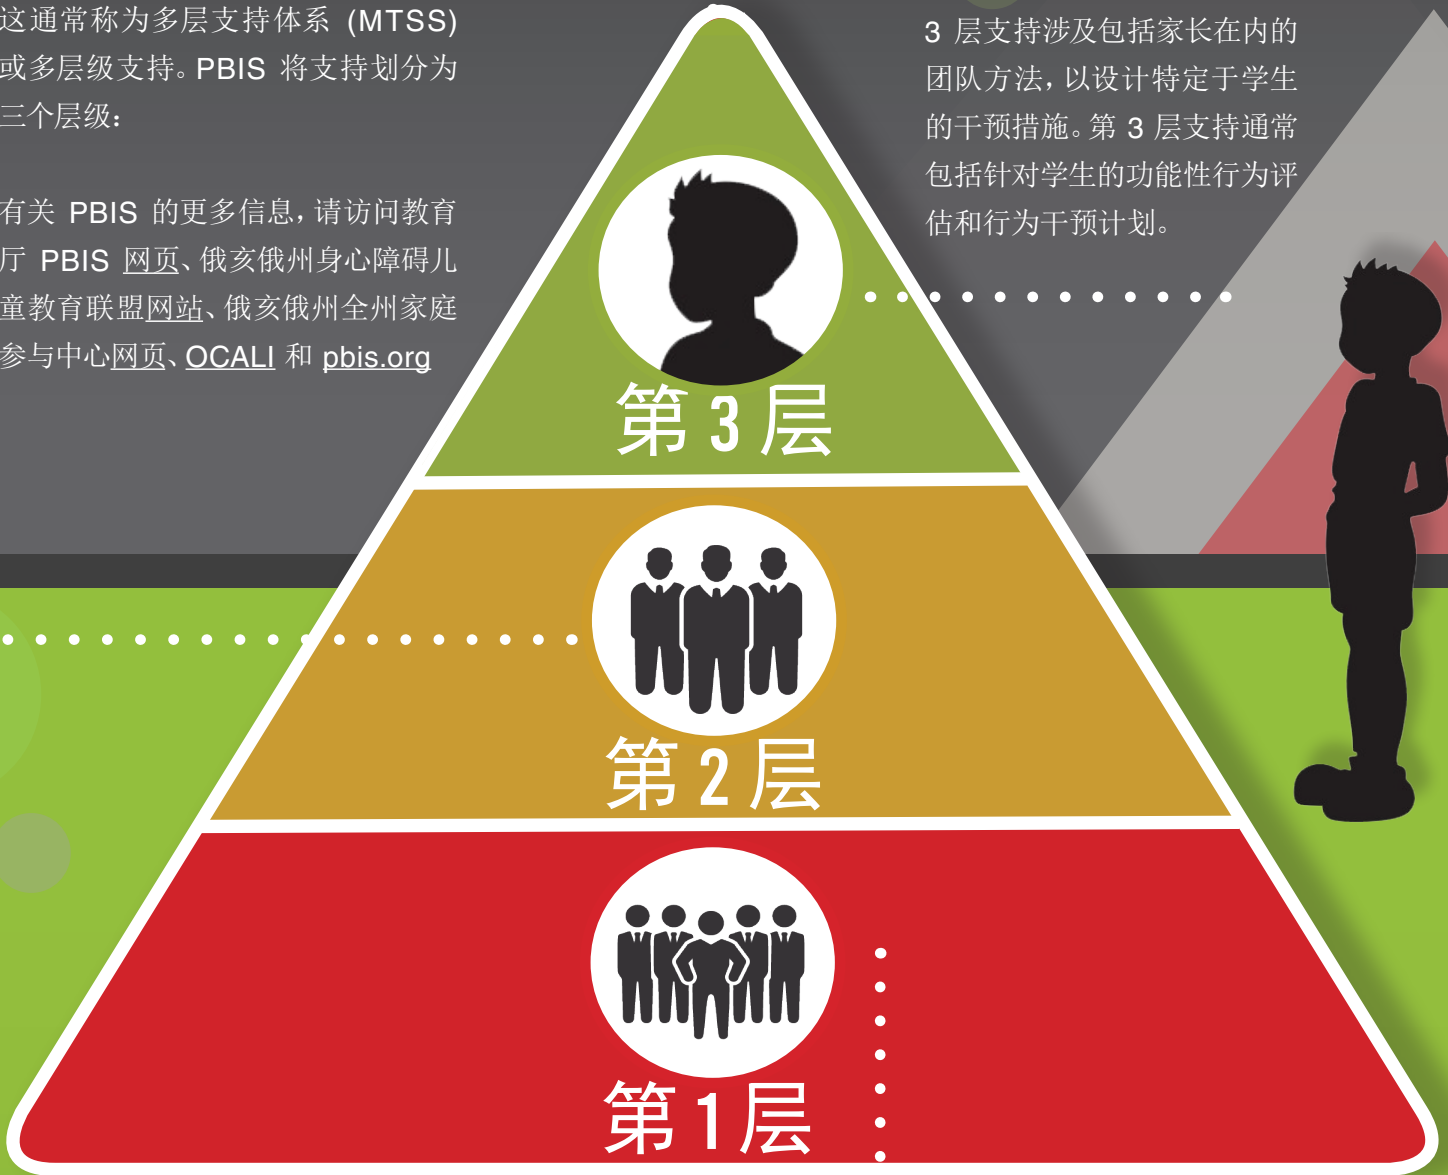 这通常称为多层支持体系 (MTSS)
或多层级支持。PBIS 将支持划分为
三个层级：
有关 PBIS 的更多信息，请访问教育
厅 PBIS 网页、俄亥俄州身心障碍儿
童教育联盟网站、俄亥俄州全州家庭
参与中心网页、OCALI 和 pbis.org
3 层支持涉及包括家长在内的
团队方法，以设计特定于学生
的干预措施。第 3 层支持通常
包括针对学生的功能性行为评
估和行为干预计划。
第 3 层
第 2 层
第 1 层